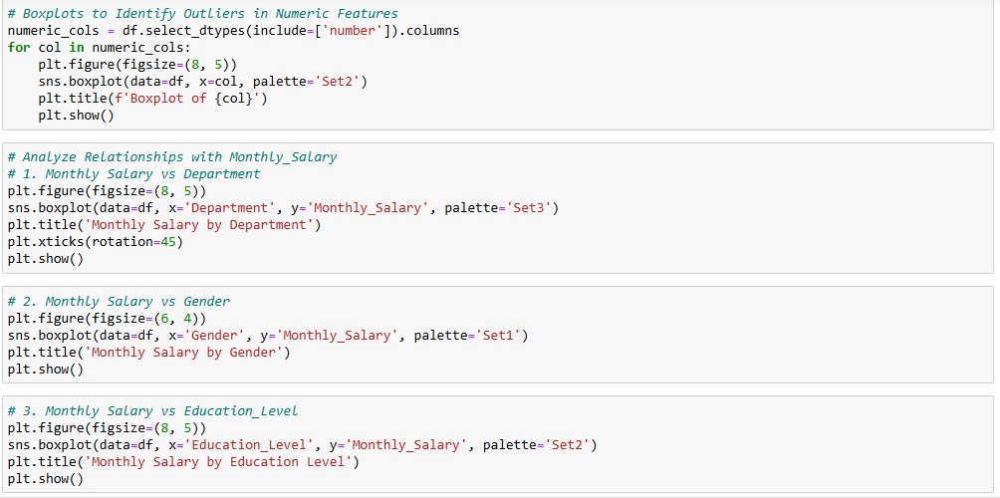 # Boxplots to Identify Outliers in Numeric Features
numeric_cols = df.select_dtypes(include=['number']).columns
for col in numeric_cols:
    plt.figure(figsize=(8, 5))
    sns.boxplot(data=df, x=col, palette='Set2')
    plt.title(f'Boxplot of {col}')
    plt.show()
# Analyze Relationships with Monthly_Salary
# 1. Monthly Salary vs Department
plt.figure(figsize=(8, 5))
sns.boxplot(data=df, x='Department', y='Monthly_Salary', palette='Set3')
plt.title('Monthly Salary by Department')
plt.xticks(rotation=45)
plt.show()
# 2. Monthly Salary vs Gender
plt.figure(figsize=(6, 4))
sns.boxplot(data=df, x='Gender', y='Monthly_Salary', palette='Set1')
plt.title('Monthly Salary by Gender')
plt.show()
# 3. Monthly Salary vs Education_Level
plt.figure(figsize=(8, 5))
sns.boxplot(data=df, x='Education_Level', y='Monthly_Salary', palette='Set2')
plt.title('Monthly Salary by Education Level')
plt.show()